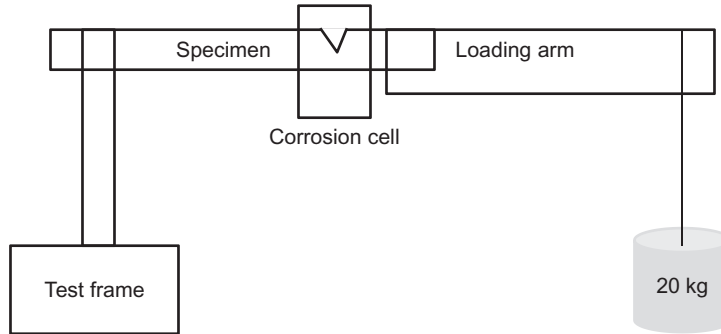 Specimen
Loading arm
Corrosion cell
Test frame
20 kg